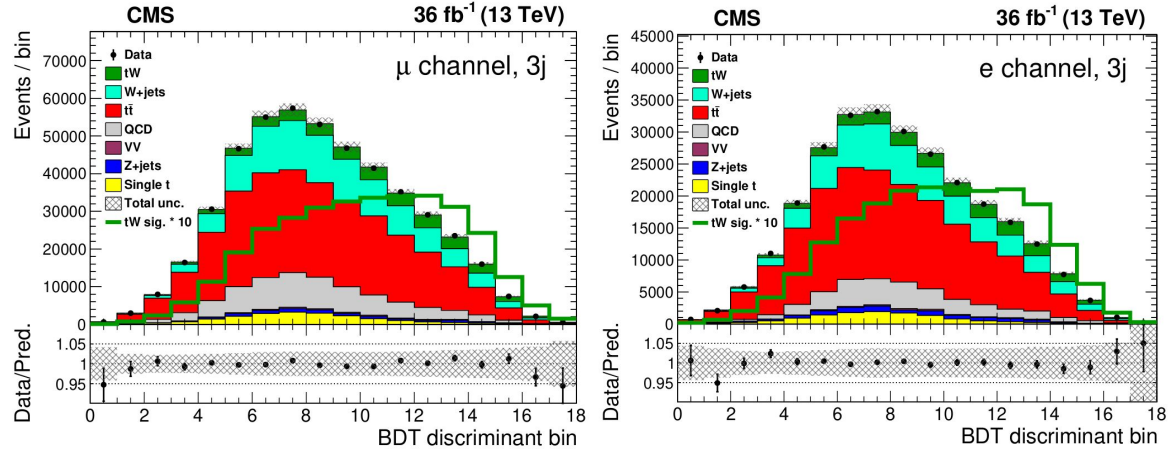 CMS 36 fb⁻¹ (13 TeV)
Events / bin
70000
60000
50000
40000
30000
20000
10000
0
Data
tW
W+jets
tt̄
QCD
VV
Z+jets
Single t
Total unc.
tW sig. * 10
μ channel, 3j
Data/Pred.
1.05
1
0.95
0 2 4 6 8 10 12 14 16 18
BDT discriminant bin
CMS 36 fb⁻¹ (13 TeV)
Events / bin
45000
40000
35000
30000
25000
20000
15000
10000
5000
0
Data
tW
W+jets
tt̄
QCD
VV
Z+jets
Single t
Total unc.
tW sig. * 10
e channel, 3j
Data/Pred.
1.05
1
0.95
0 2 4 6 8 10 12 14 16 18
BDT discriminant bin